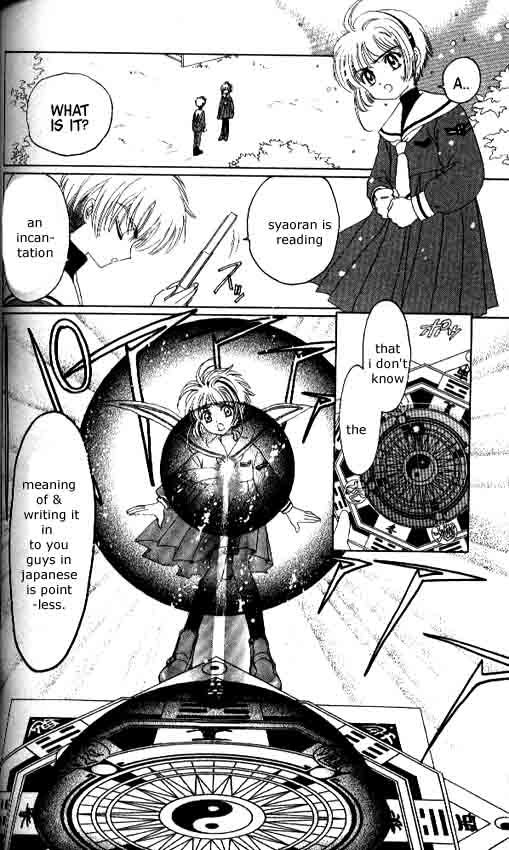 A..
WHAT
IS IT?
syaoran is
reading
an
incan-
tation
that
i don't
know
the
meaning
of &
writing it
in
to you
guys in
japanese
is point
-less.